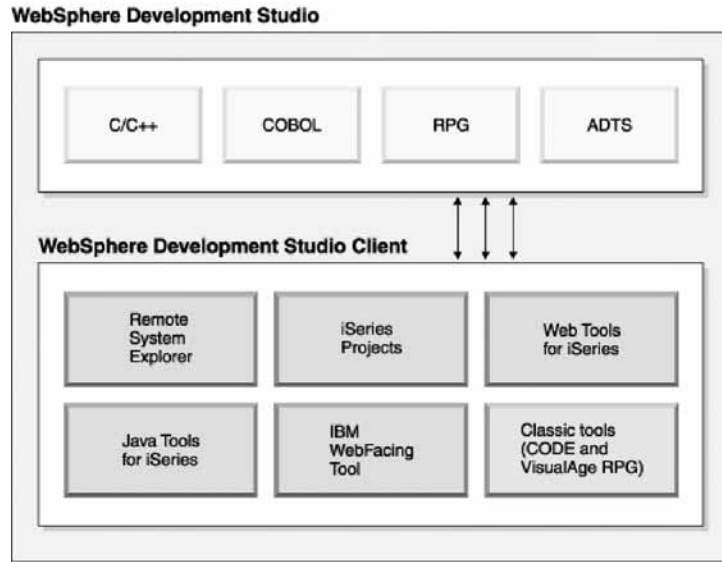 WebSphere Development Studio
C/C++
COBOL
RPG
ADTS
WebSphere Development Studio Client
Remote
System
Explorer
iSeries
Projects
Web Tools
for iSeries
Java Tools
for iSeries
IBM
WebFacing
Tool
Classic tools
(CODE and
VisualAge RPG)